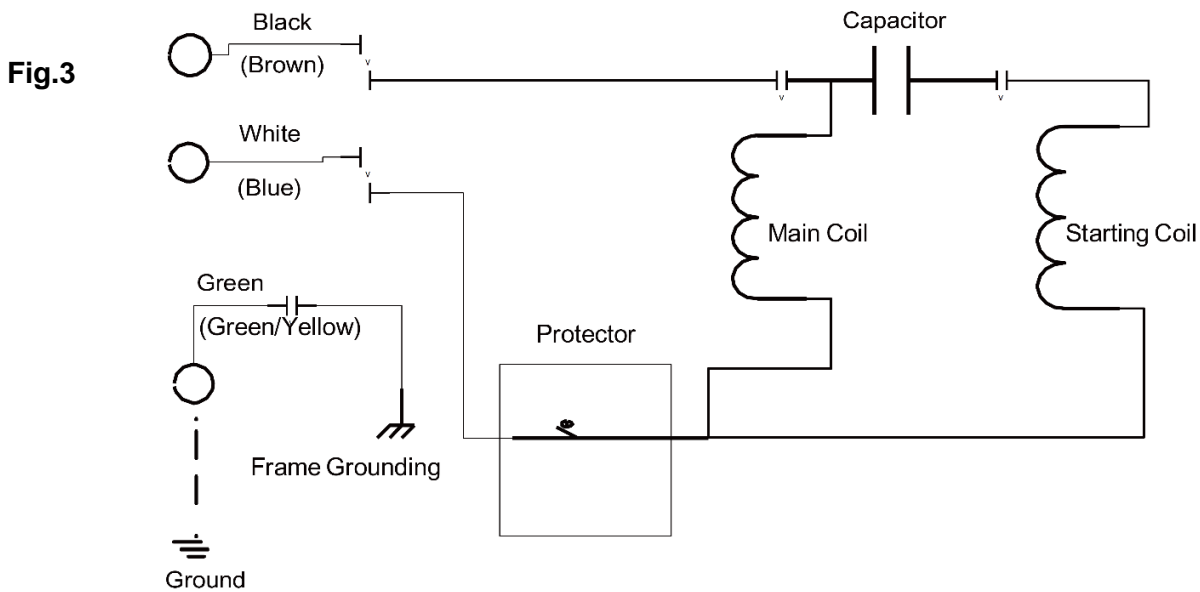 Fig.3
Black
(Brown)
Capacitor
White
(Blue)
Main Coil
Starting Coil
Green
(Green/Yellow)
Protector
Frame Grounding
Ground